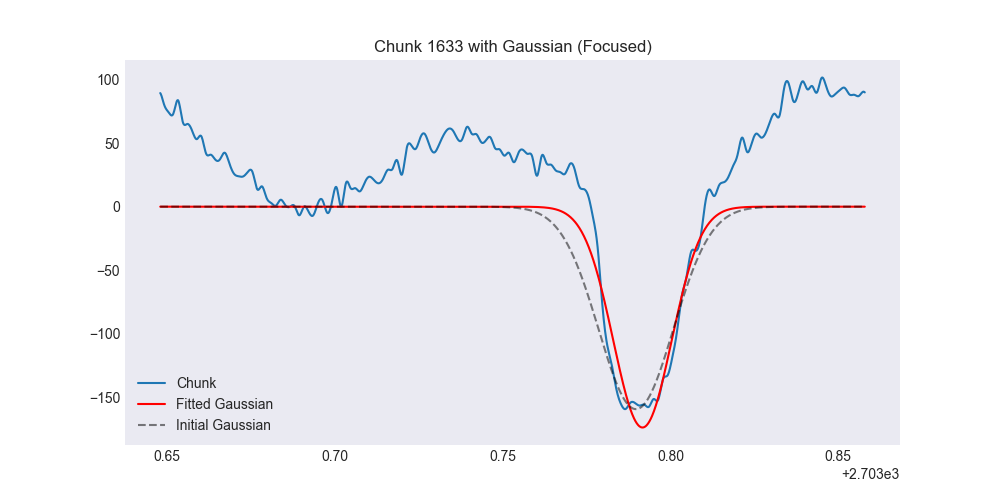 Chunk 1633 with Gaussian (Focused)
100
50
0
−50
−100
−150
Chunk
Fitted Gaussian
Initial Gaussian
0.65 0.70 0.75 0.80 0.85
+2.703e3